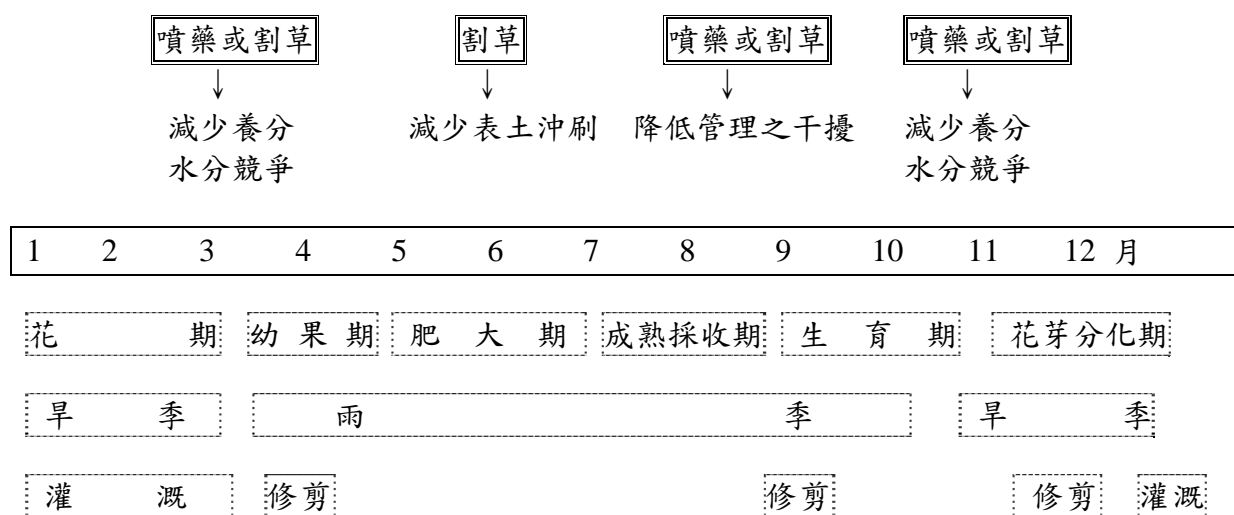 噴藥或割草 割草 噴藥或割草 噴藥或割草
↓ ↓ ↓ ↓
減少養分 減少表土沖刷 降低管理之干擾 減少養分
水分競爭 水分競爭
1 2 3 4 5 6 7 8 9 10 11 12 月
花期 幼果期 肥大期 成熟採收期 生育期 花芽分化期
旱季 雨季 旱季
灌溉 修剪 修剪 修剪 灌溉